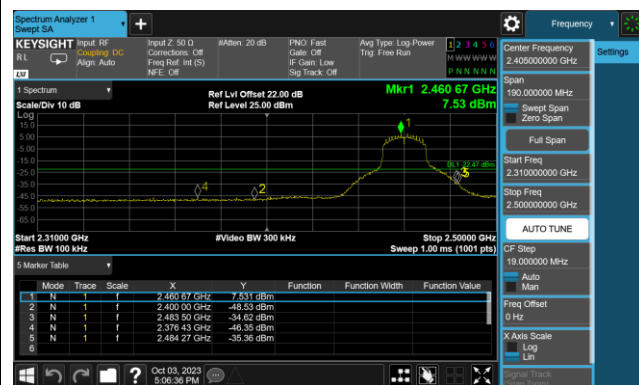 Spectrum Analyzer 1
Swept SA
+
Frequency
KEYSIGHT
RL
LXI
Input: RF
Coupling: DC
Align: Auto
Input Z: 50 Ω
Corrections: Off
Freq Ref: Int (S)
NFE: Off
#Atten: 20 dB
PNO: Fast
Gate: Off
IF Gain: Low
Sig Track: Off
Avg Type: Log-Power
Trig: Free Run
1 2 3 4 5 6
M W W W W W
P N N N N N
Center Frequency
2.405000000 GHz
Settings
Span
190.000000 MHz
Swept Span
Zero Span
Full Span
Start Freq
2.310000000 GHz
Stop Freq
2.500000000 GHz
AUTO TUNE
CF Step
19.000000 MHz
Auto
Man
Freq Offset
0 Hz
X Axis Scale
Log
Lin
Signal Track
1 Spectrum
Scale/Div 10 dB
Ref Lvl Offset 22.00 dB
Ref Level 25.00 dBm
Mkr1 2.460 67 GHz
7.53 dBm
Log
15.0
5.00
-5.00
-15.0
-25.0
-35.0
-45.0
-55.0
-65.0
1
DL1 -22.47 dBm
4
2
Start 2.31000 GHz
#Res BW 100 kHz
#Video BW 300 kHz
Stop 2.50000 GHz
Sweep 1.00 ms (1001 pts)
5 Marker Table
Mode Trace Scale X Y Function Function Width Function Value
1 N 1 f 2.460 67 GHz 7.531 dBm
2 N 1 f 2.400 00 GHz -48.53 dBm
3 N 1 f 2.483 50 GHz -34.62 dBm
4 N 1 f 2.376 43 GHz -46.35 dBm
5 N 1 f 2.484 27 GHz -35.36 dBm
6
?
Oct 03, 2023
5:06:36 PM